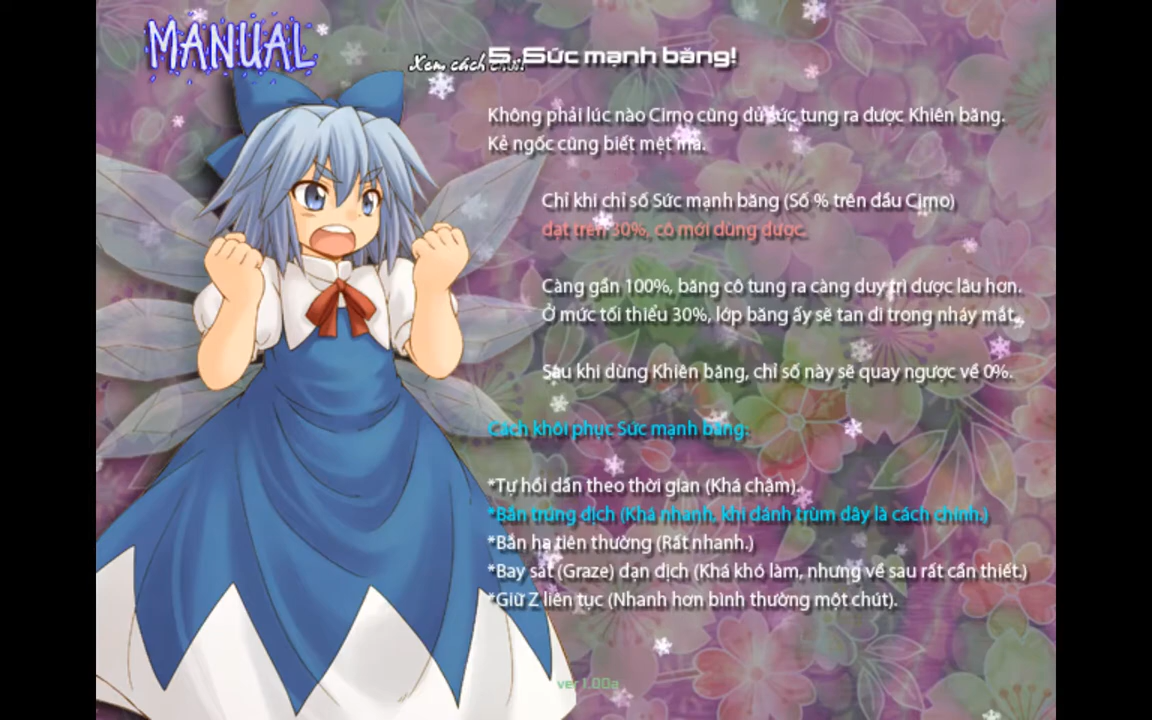 MANUAL
Xem cách chơi!
5. Sức mạnh băng!
Không phải lúc nào Cirno cũng đủ sức tung ra được Khiên băng.
Kẻ ngốc cũng biết mệt mà.
Chỉ khi chỉ số Sức mạnh băng (Số % trên đầu Cirno)
đạt trên 30%, cô mới dùng được.
Càng gần 100%, băng cô tung ra càng duy trì được lâu hơn.
Ở mức tối thiểu 30%, lớp băng ấy sẽ tan đi trong nháy mắt.
Sau khi dùng Khiên băng, chỉ số này sẽ quay ngược về 0%.
Cách khôi phục Sức mạnh băng:
*Tự hồi dần theo thời gian (Khá chậm).
*Bắn trúng địch (Khá nhanh, khi đánh trùm đây là cách chính.)
*Bắn hạ tiên thường (Rất nhanh.)
*Bay sát (Graze) đạn địch (Khá khó làm, nhưng về sau rất cần thiết.)
*Giữ Z liên tục (Nhanh hơn bình thường một chút).
ver1.00a